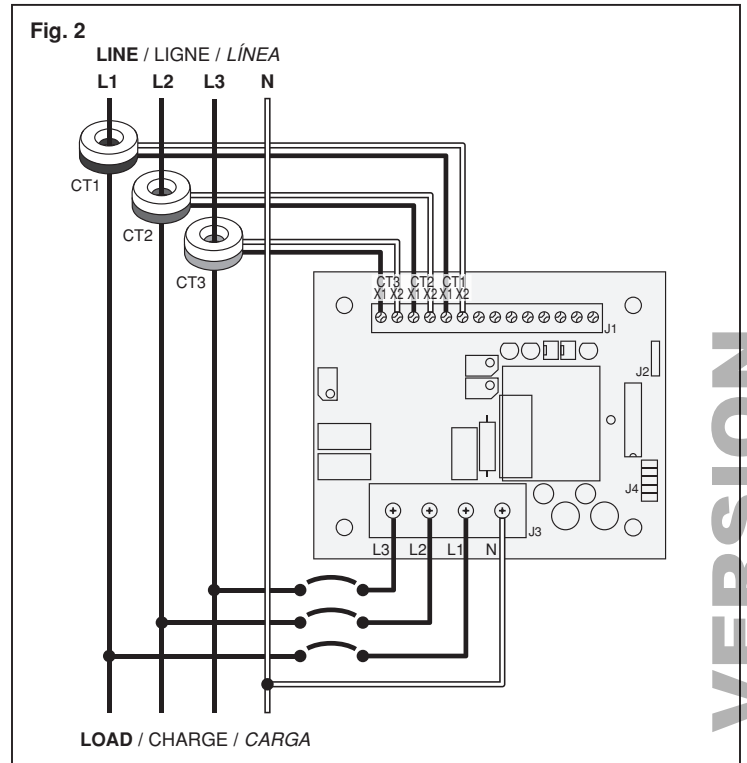 Fig. 2
LINE / LIGNE / LÍNEA
L1 L2 L3 N
CT1
CT2
CT3
CT3 CT2 CT1
X1 X2 X1 X2 X1 X2
J1
J2
J4
J3
L3 L2 L1 N
LOAD / CHARGE / CARGA
VERSION